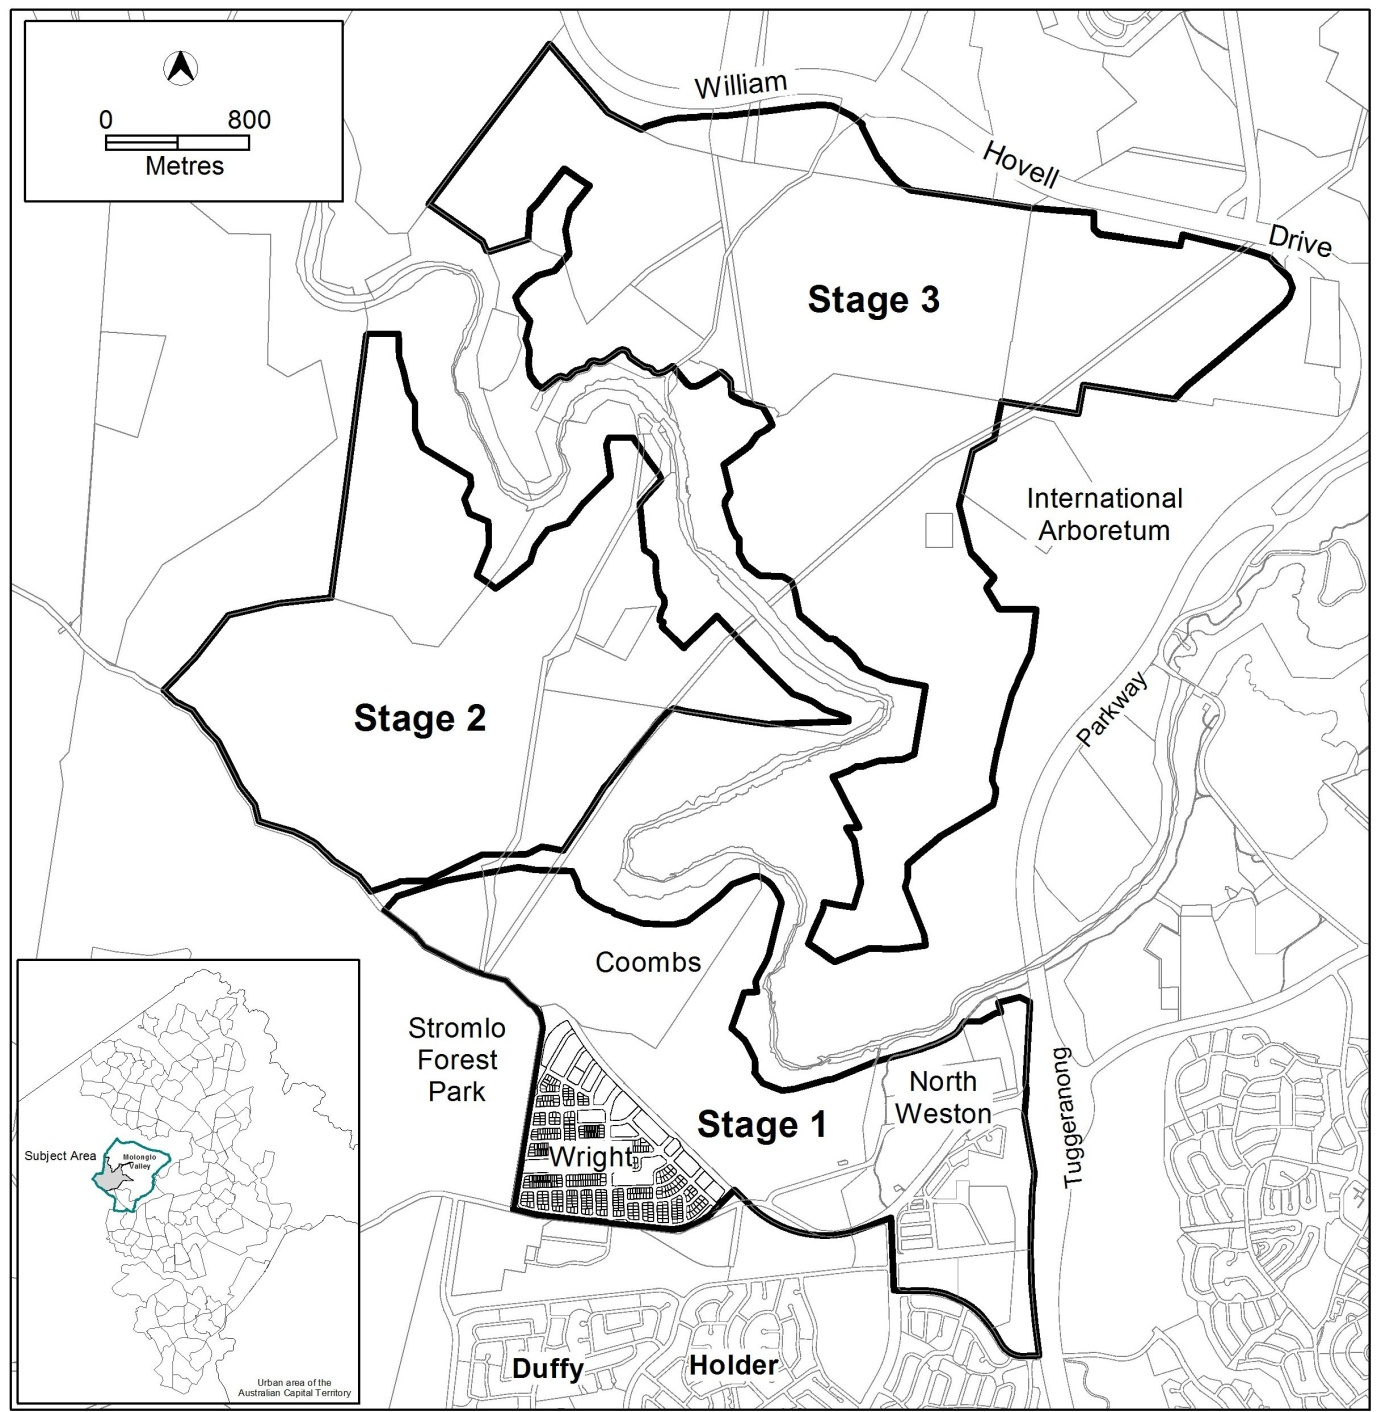 0 800
Metres
William
Hovell
Drive
Stage 3
International
Arboretum
Parkway
Stage 2
Coombs
Stromlo
Forest
Park
North
Weston
Stage 1
Tuggeranong
Wright
Duffy
Holder
Subject Area
Molonglo
Valley
Urban area of the
Australian Capital Territory